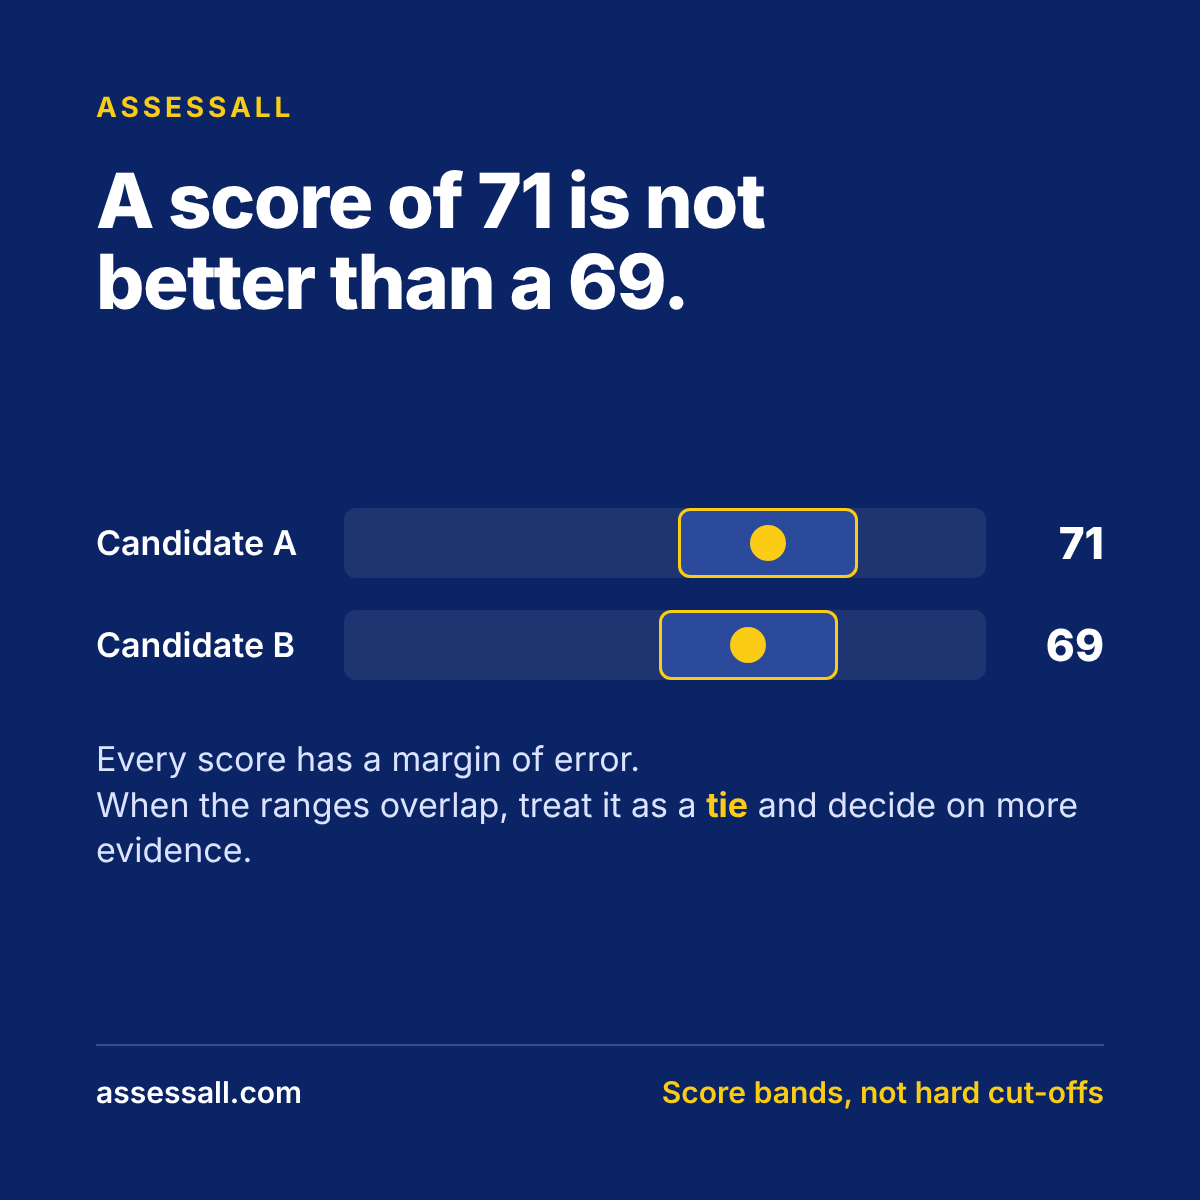 ASSESSALL
A score of 71 is not
better than a 69.
Candidate A
71
Candidate B
69
Every score has a margin of error.
When the ranges overlap, treat it as a tie and decide on more
evidence.
assessall.com
Score bands, not hard cut-offs